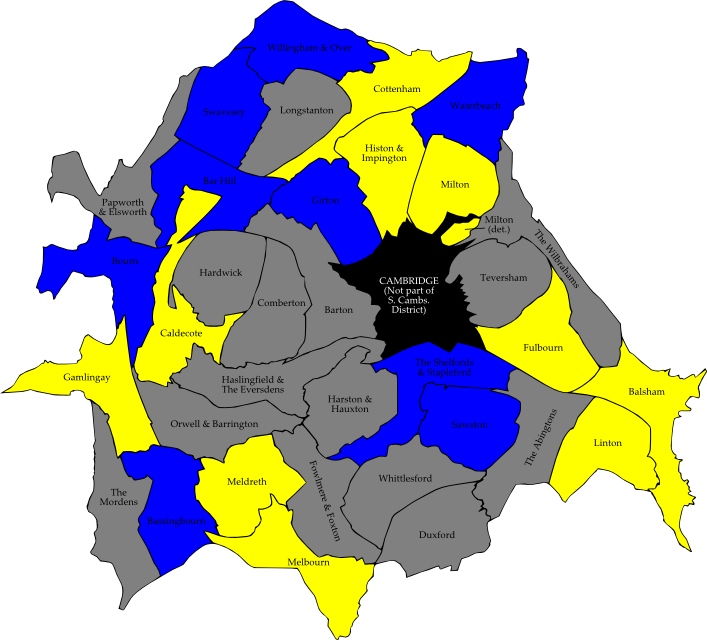 Willingham & Over
Cottenham
Swavesey
Longstanton
Waterbeach
Histon &
Impington
Bar Hill
Milton
Papworth
& Elsworth
Girton
Milton
(det.)
The Wilbrahams
Bourn
Hardwick
Teversham
CAMBRIDGE
(Not part of
S. Cambs.
District)
Comberton
Barton
Caldecote
Fulbourn
The Shelfords
& Stapleford
Gamlingay
Haslingfield &
The Eversdens
Balsham
Harston &
Hauxton
Orwell & Barrington
Sawston
The Abingtons
Linton
Meldreth
Fowlmere & Foxton
Whittlesford
The
Mordens
Bassingbourn
Duxford
Melbourn